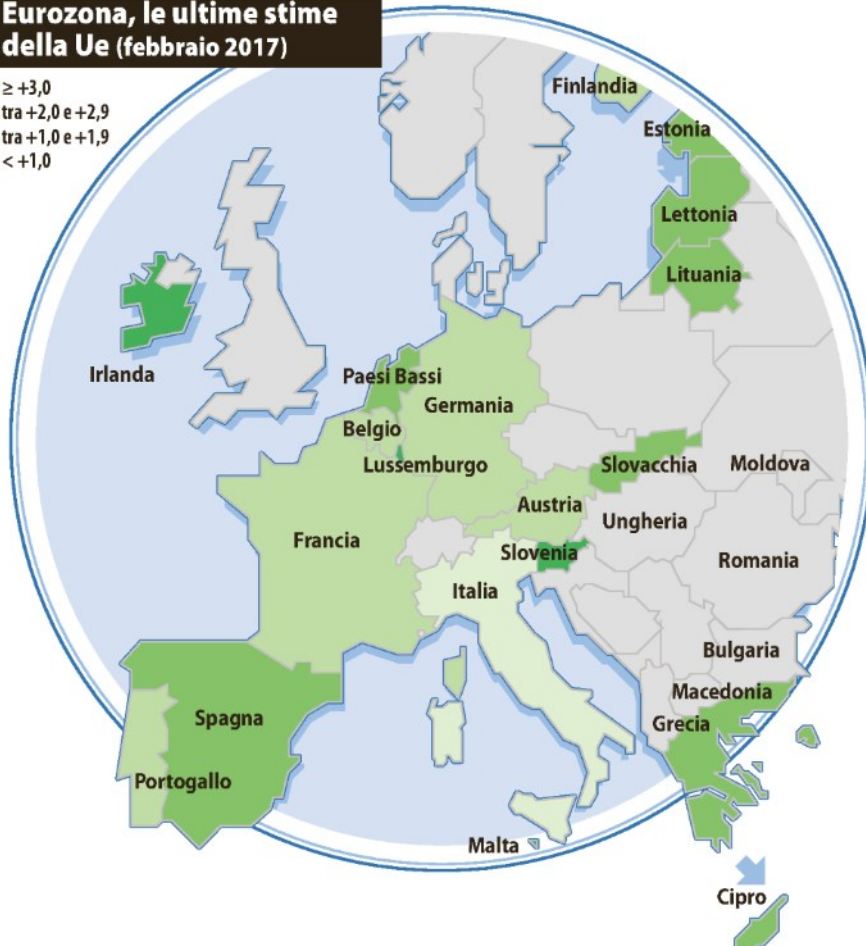 Eurozona, le ultime stime
della Ue (febbraio 2017)
≥ +3,0
tra +2,0 e +2,9
tra +1,0 e +1,9
< +1,0
Finlandia
Estonia
Lettonia
Lituania
Irlanda
Paesi Bassi
Germania
Belgio
Lussemburgo
Slovacchia
Moldova
Austria
Ungheria
Francia
Slovenia
Romania
Italia
Bulgaria
Macedonia
Spagna
Grecia
Portogallo
Malta
Cipro